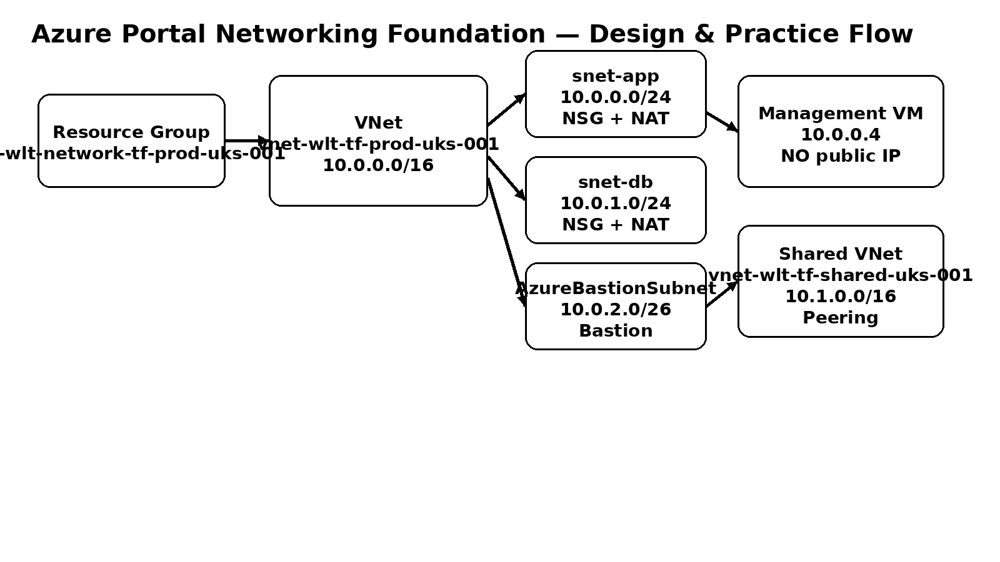 Azure Portal Networking Foundation — Design & Practice Flow
Resource Group
-wlt-network-tf-prod-uks-001
VNet
vnet-wlt-tf-prod-uks-001
10.0.0.0/16
snet-app
10.0.0.0/24
NSG + NAT
snet-db
10.0.1.0/24
NSG + NAT
AzureBastionSubnet
10.0.2.0/26
Bastion
Management VM
10.0.0.4
NO public IP
Shared VNet
vnet-wlt-tf-shared-uks-001
10.1.0.0/16
Peering